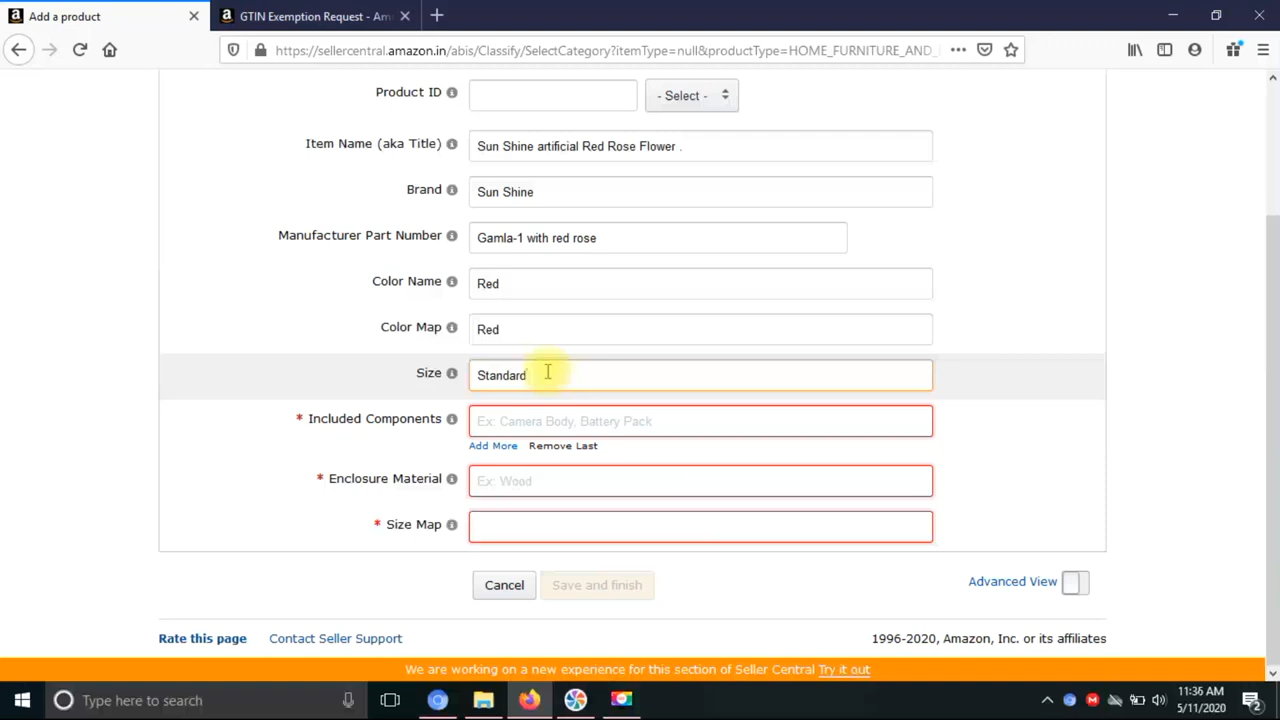 Add a product
GTIN Exemption Request - Am
https://sellercentral.amazon.in/abis/Classify/SelectCategory?itemType=null&productType=HOME_FURNITURE_AND_
Product ID
- Select -
Item Name (aka Title)
Sun Shine artificial Red Rose Flower .
Brand
Sun Shine
Manufacturer Part Number
Gamla-1 with red rose
Color Name
Red
Color Map
Red
Size
Standard
* Included Components
Ex: Camera Body, Battery Pack
Add More Remove Last
* Enclosure Material
Ex: Wood
* Size Map
Cancel Save and finish
Advanced View
Rate this page Contact Seller Support
1996-2020, Amazon, Inc. or its affiliates
We are working on a new experience for this section of Seller Central Try it out
Type here to search
11:36 AM
5/11/2020
2